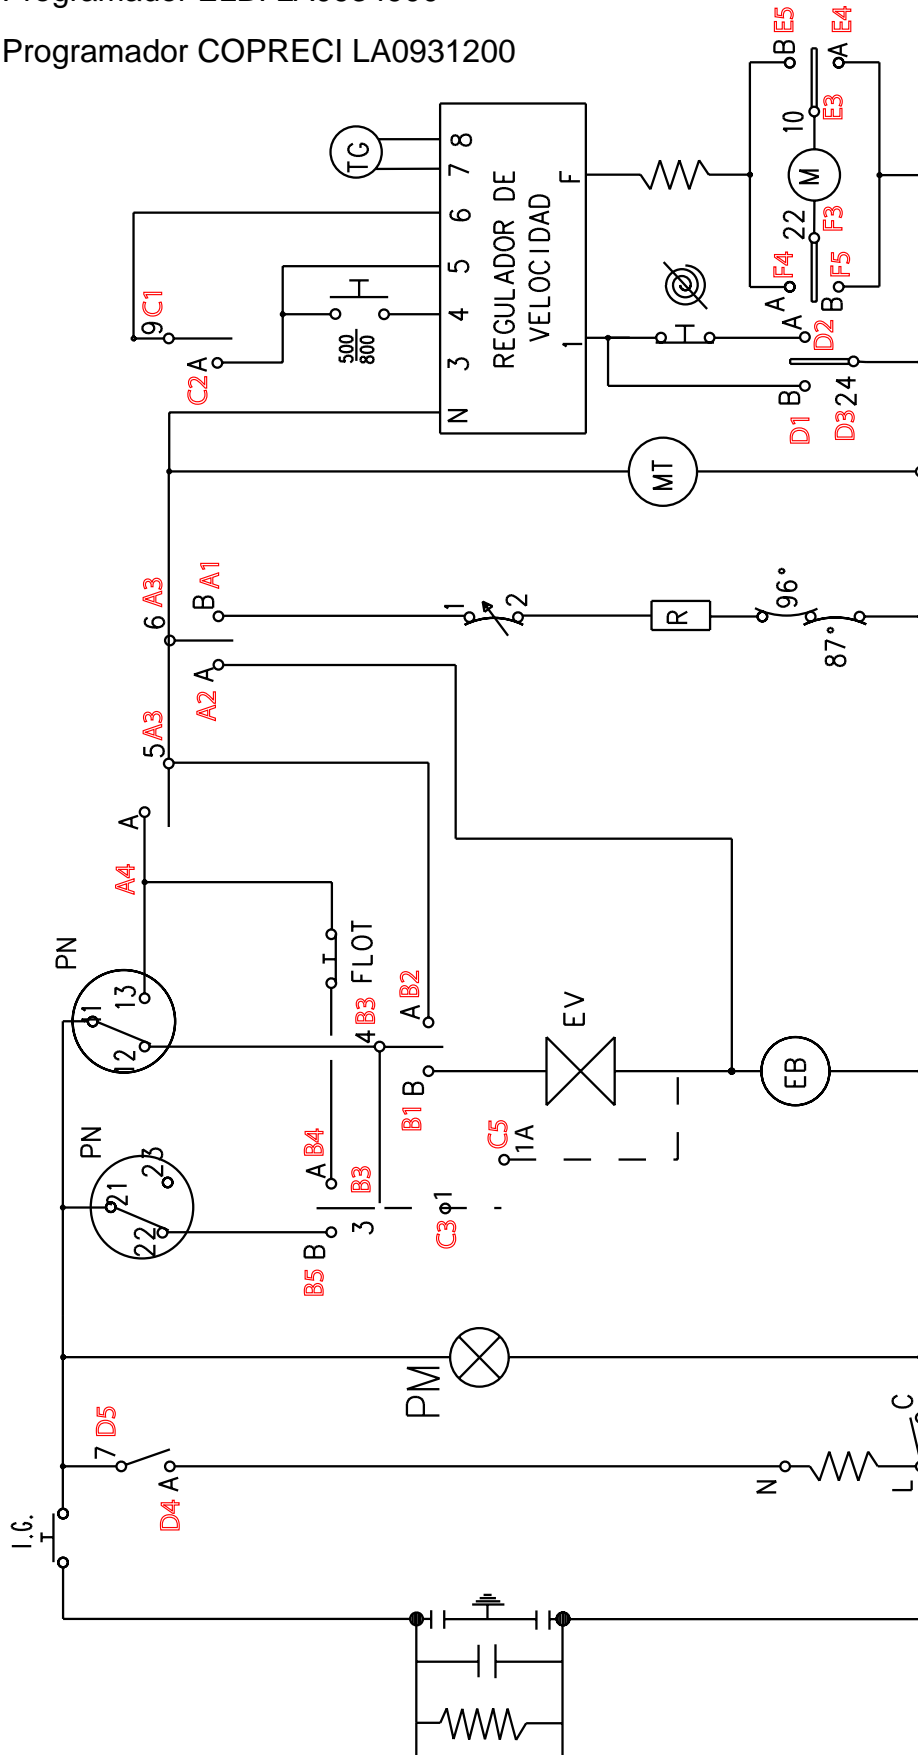 Programador COPRECI LA0931200
B E5
A E4
10 E3
M
22 F3
A F4
B F5
TG
8
7
6
5
4
3
N
REGULADOR DE
VELOCIDAD
F
1
9 C1
A C2
500
800
A D2
B D1
24 D3
MT
6 A3
B A1
A A2
1
2
R
96°
87°
5 A3
A
A4
PN
11
12
13
FLOT
4 B3
A B2
B B1
EV
EB
PN
21
22
23
A B4
B B5
3 B3
1 C3
1A C5
PM
7 D5
A D4
N
L
C
I.G.